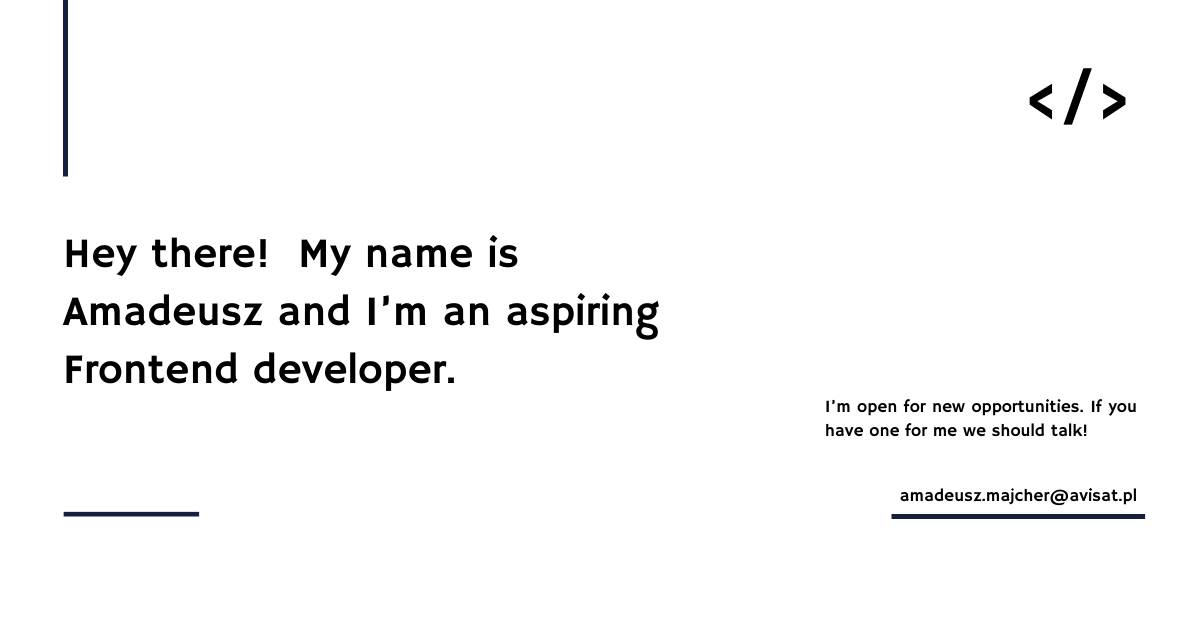 </>
Hey there!  My name is
Amadeusz and I'm an aspiring
Frontend developer.
I'm open for new opportunities. If you
have one for me we should talk!
amadeusz.majcher@avisat.pl